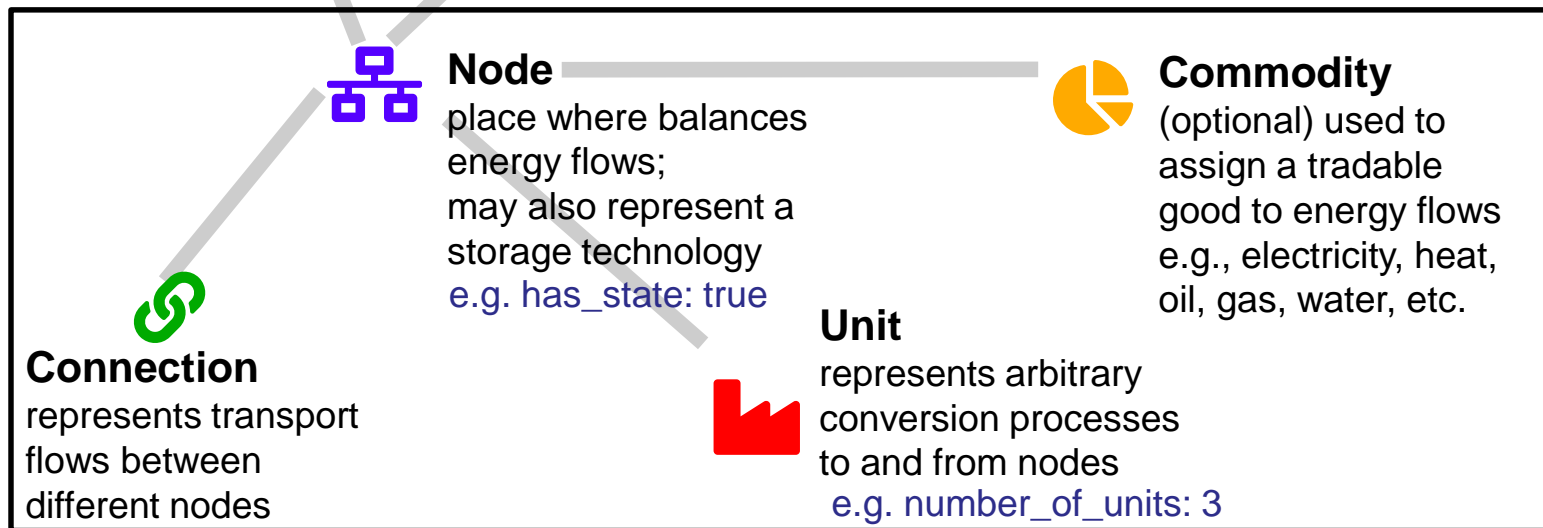 Node
place where balances
energy flows;
may also represent a
storage technology
e.g. has_state: true
Commodity
(optional) used to
assign a tradable
good to energy flows
e.g., electricity, heat,
oil, gas, water, etc.
Connection
represents transport
flows between
different nodes
Unit
represents arbitrary
conversion processes
to and from nodes
e.g. number_of_units: 3